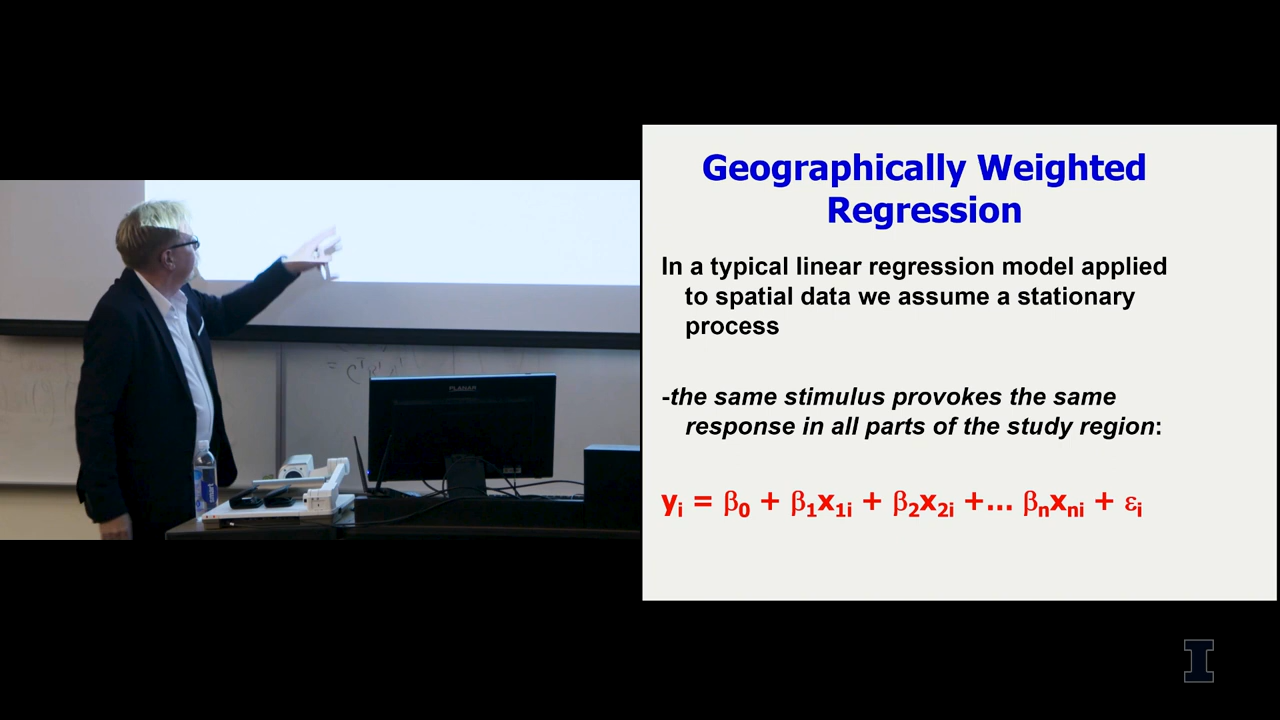 Geographically Weighted
Regression
In a typical linear regression model applied
to spatial data we assume a stationary
process
-the same stimulus provokes the same
response in all parts of the study region:
yᵢ = β₀ + β₁x₁ᵢ + β₂x₂ᵢ +... βₙxₙᵢ + εᵢ
PLANAR
I